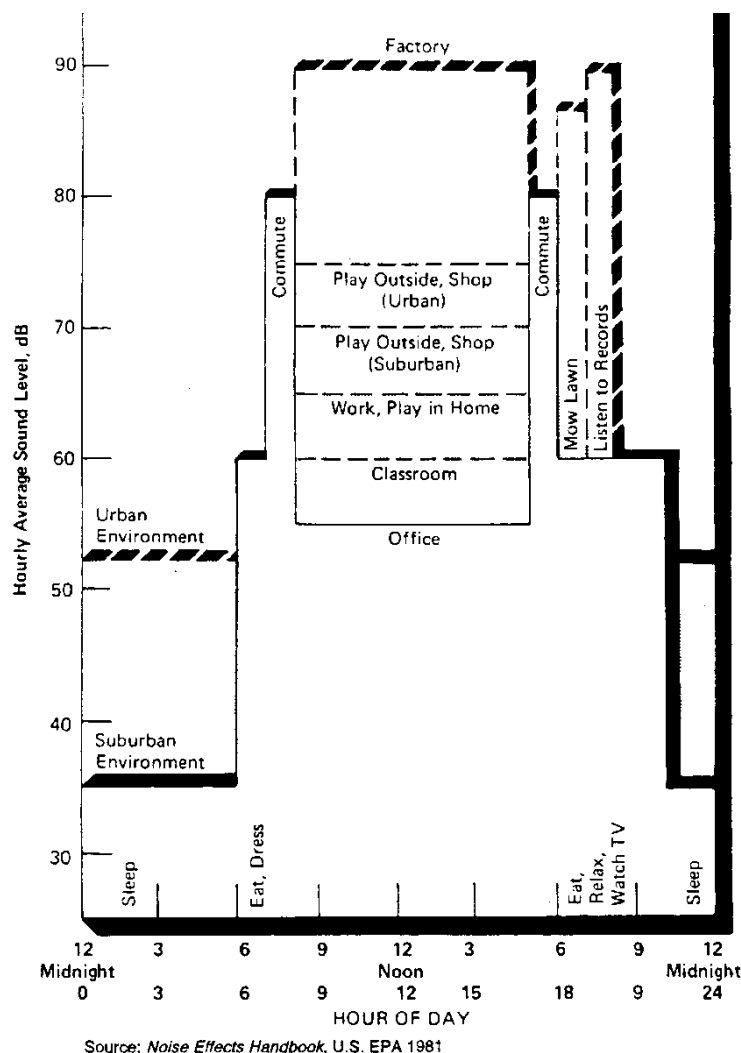 Factory
90
80
Commute
Commute
Play Outside, Shop
(Urban)
70
Play Outside, Shop
(Suburban)
Mow Lawn
Listen to Records
Work, Play in Home
60
Classroom
Office
Hourly Average Sound Level, dB
Urban
Environment
50
40
Suburban
Environment
30
Sleep
Eat, Dress
Eat,
Relax,
Watch TV
Sleep
12 3 6 9 12 3 6 9 12
Midnight Noon Midnight
0 3 6 9 12 15 18 9 24
HOUR OF DAY
Source: Noise Effects Handbook, U.S. EPA 1981